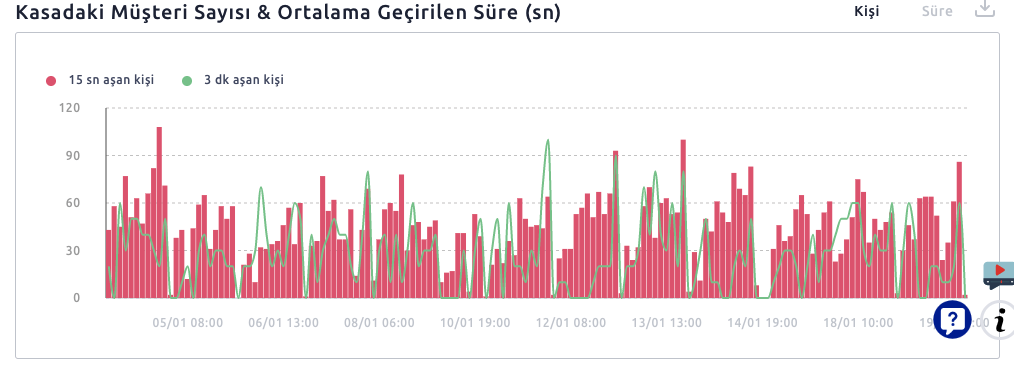 Kasadaki Müşteri Sayısı & Ortalama Geçirilen Süre (sn)
Kişi
Süre
15 sn aşan kişi
3 dk aşan kişi
120
90
60
30
0
05/01 08:00
06/01 13:00
08/01 06:00
10/01 19:00
12/01 08:00
13/01 13:00
14/01 19:00
18/01 10:00
?
i